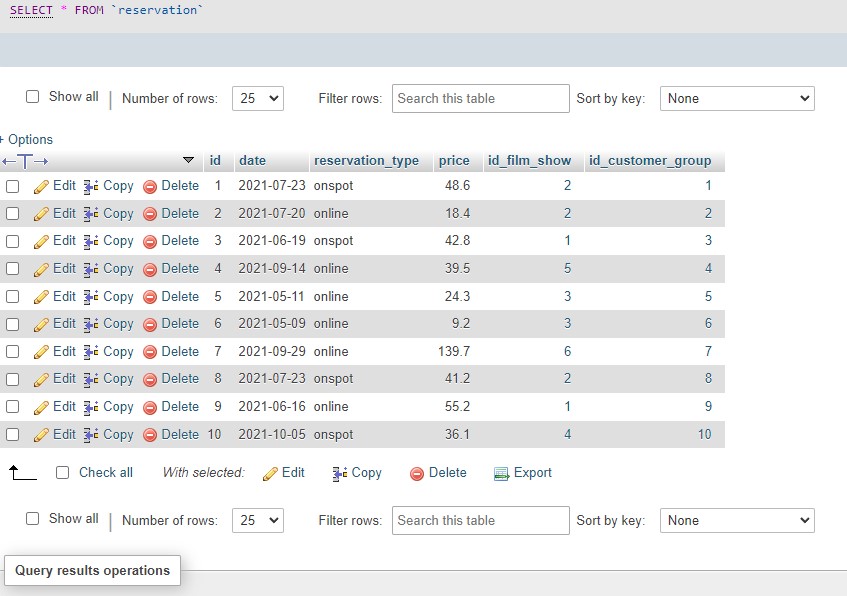 SELECT * FROM `reservation`
Show all | Number of rows: 25 Filter rows: Search this table Sort by key: None
+ Options
←T→ id date reservation_type price id_film_show id_customer_group
Edit Copy Delete 1 2021-07-23 onspot 48.6 2 1
Edit Copy Delete 2 2021-07-20 online 18.4 2 2
Edit Copy Delete 3 2021-06-19 onspot 42.8 1 3
Edit Copy Delete 4 2021-09-14 online 39.5 5 4
Edit Copy Delete 5 2021-05-11 online 24.3 3 5
Edit Copy Delete 6 2021-05-09 online 9.2 3 6
Edit Copy Delete 7 2021-09-29 online 139.7 6 7
Edit Copy Delete 8 2021-07-23 onspot 41.2 2 8
Edit Copy Delete 9 2021-06-16 online 55.2 1 9
Edit Copy Delete 10 2021-10-05 onspot 36.1 4 10
Check all With selected: Edit Copy Delete Export
Show all | Number of rows: 25 Filter rows: Search this table Sort by key: None
Query results operations